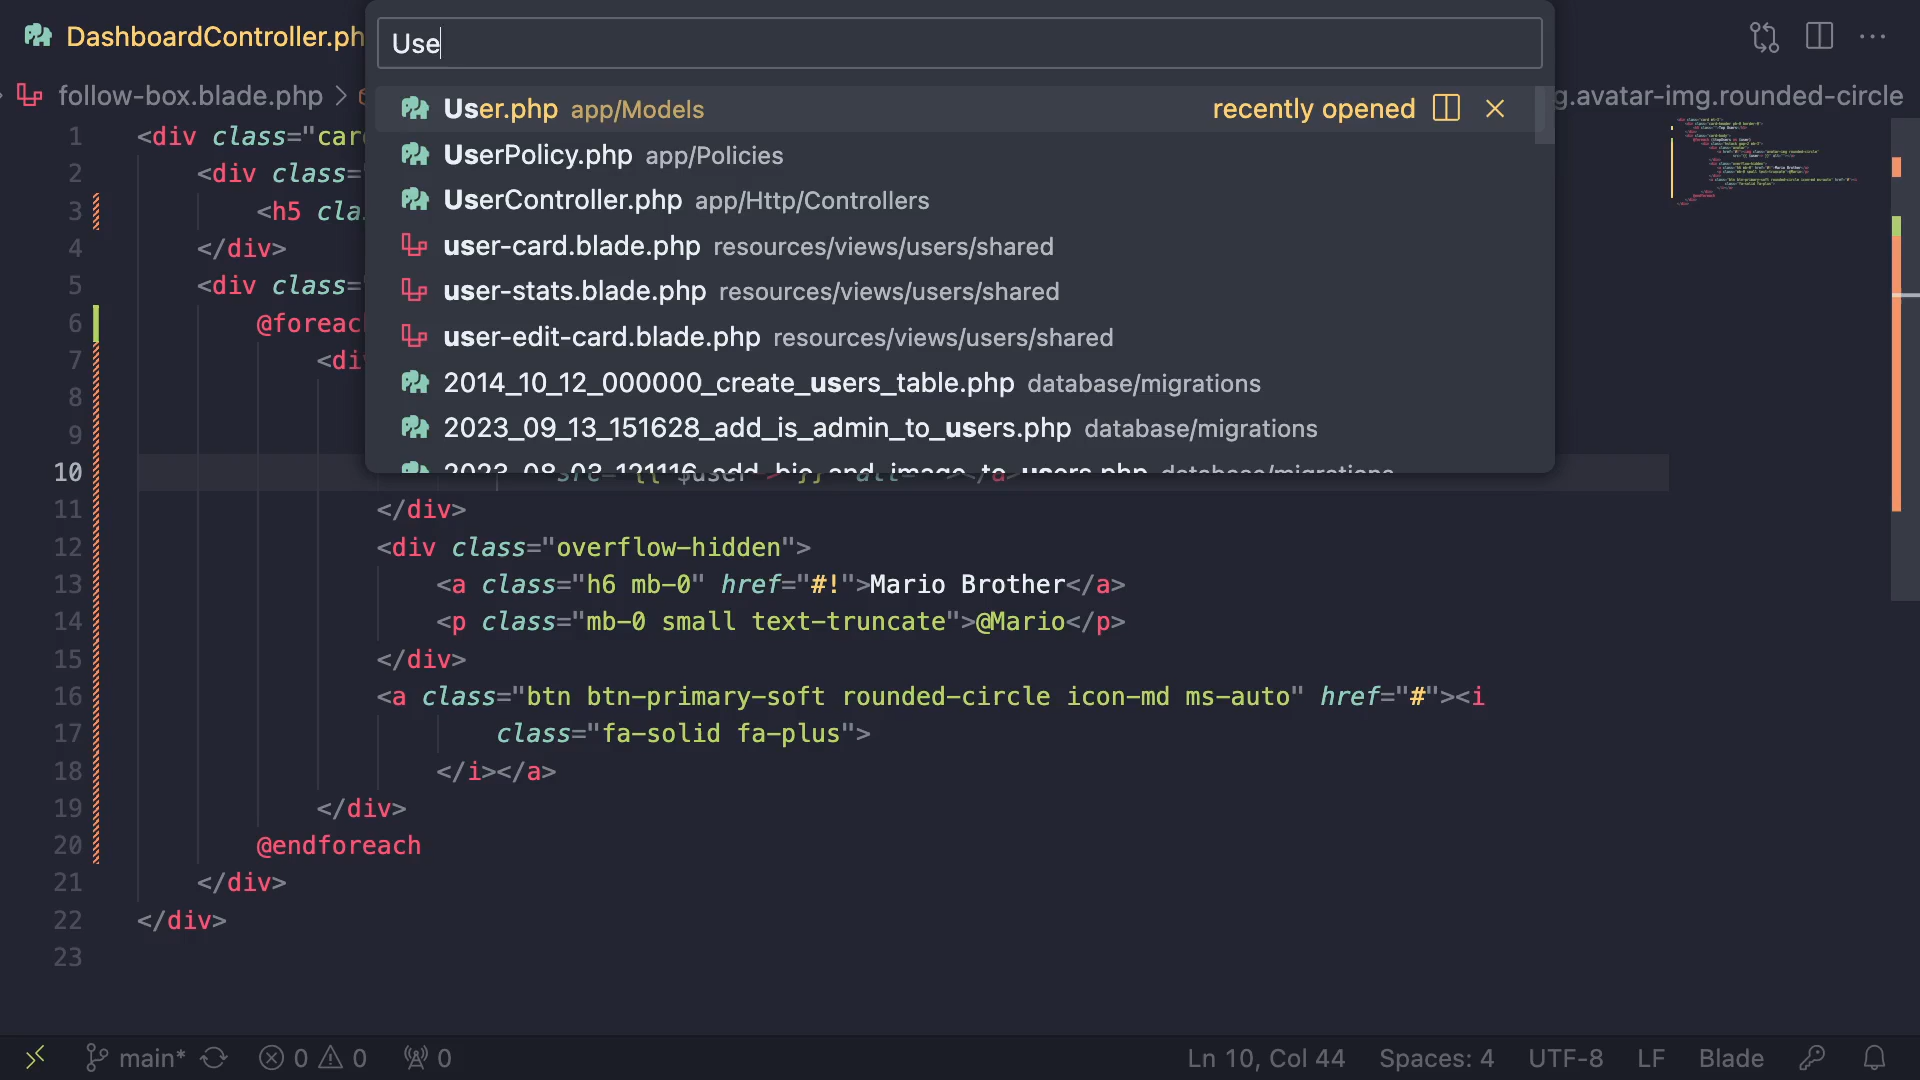 DashboardController.ph
Use
follow-box.blade.php >
g.avatar-img.rounded-circle
User.php app/Models recently opened
UserPolicy.php app/Policies
UserController.php app/Http/Controllers
user-card.blade.php resources/views/users/shared
user-stats.blade.php resources/views/users/shared
user-edit-card.blade.php resources/views/users/shared
2014_10_12_000000_create_users_table.php database/migrations
2023_09_13_151628_add_is_admin_to_users.php database/migrations
2023_08_03_121116_add_bio_and_image_to_users.php database/migrations
1 <div class="car
2 <div class="
3 <h5 cla
4 </div>
5 <div class="
6 @foreac
7 <di
8
9
10 src="{{ $user-> }}" alt=""></a>
11 </div>
12 <div class="overflow-hidden">
13 <a class="h6 mb-0" href="#!">Mario Brother</a>
14 <p class="mb-0 small text-truncate">@Mario</p>
15 </div>
16 <a class="btn btn-primary-soft rounded-circle icon-md ms-auto" href="#"><i
17 class="fa-solid fa-plus">
18 </i></a>
19 </div>
20 @endforeach
21 </div>
22 </div>
23
main* 0 0 0 Ln 10, Col 44 Spaces: 4 UTF-8 LF Blade